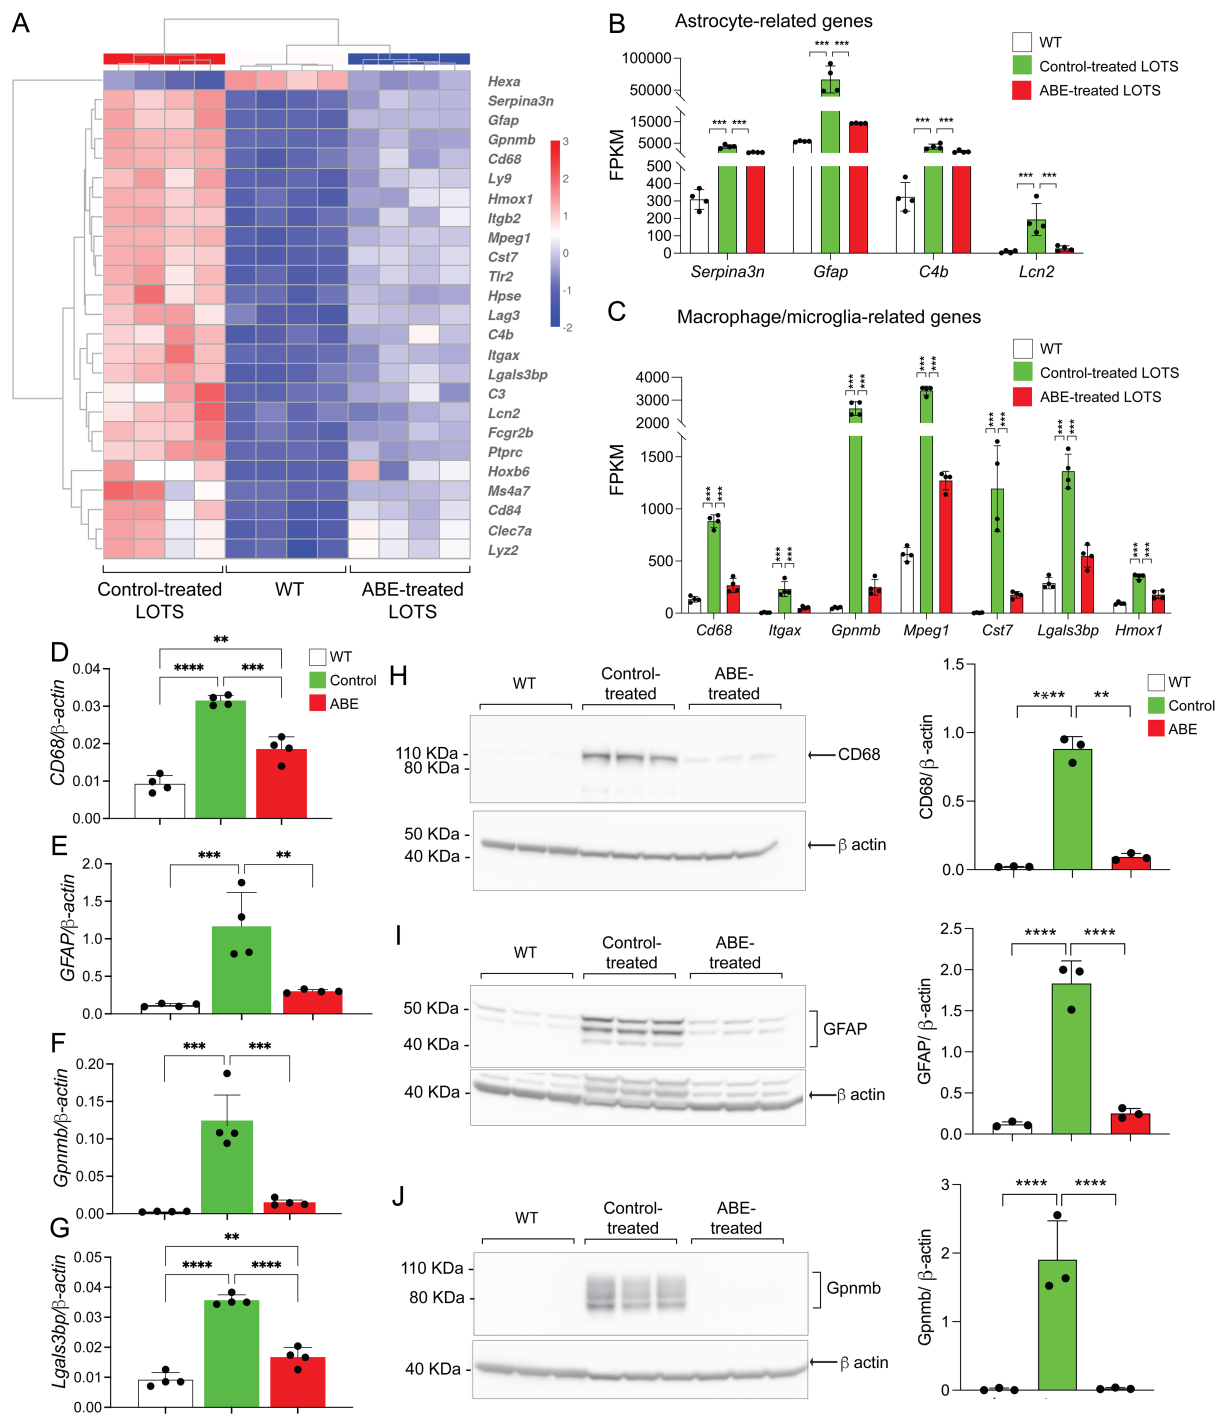 A
Hexa
Serpina3n
Gfap
Gpnmb
Cd68
Ly9
Hmox1
Itgb2
Mpeg1
Cst7
Tlr2
Hpse
Lag3
C4b
Itgax
Lgals3bp
C3
Lcn2
Fcgr2b
Ptprc
Hoxb6
Ms4a7
Cd84
Clec7a
Lyz2
3
2
1
0
-1
-2
Control-treated
LOTS
WT
ABE-treated
LOTS
B
Astrocyte-related genes
WT
Control-treated LOTS
ABE-treated LOTS
FPKM
100000
50000
15000
5000
500
400
300
200
100
0
*** ***
*** ***
*** ***
*** ***
Serpina3n
Gfap
C4b
Lcn2
C
Macrophage/microglia-related genes
WT
Control-treated LOTS
ABE-treated LOTS
FPKM
4000
3000
2000
1500
1000
500
0
*** ***
*** ***
*** ***
*** ***
*** ***
*** ***
*** ***
Cd68
Itgax
Gpnmb
Mpeg1
Cst7
Lgals3bp
Hmox1
D
WT
Control
ABE
CD68/β-actin
0.04
0.03
0.02
0.01
0.00
**
**** ***
E
GFAP/β-actin
2.0
1.5
1.0
0.5
0.0
*** **
F
Gpnmb/β-actin
0.20
0.15
0.10
0.05
0.00
*** ***
G
Lgals3bp/β-actin
0.05
0.04
0.03
0.02
0.01
0.00
**
**** ****
H
WT
Control-
treated
ABE-
treated
110 KDa -
80 KDa -
CD68
50 KDa -
40 KDa -
β actin
CD68/ β -actin
1.5
1.0
0.5
0.0
**** **
WT
Control
ABE
I
WT
Control-
treated
ABE-
treated
50 KDa -
40 KDa -
GFAP
40 KDa -
β actin
GFAP/ β -actin
2.5
2.0
1.5
1.0
0.5
0.0
**** ****
J
WT
Control-
treated
ABE-
treated
110 KDa -
80 KDa -
Gpnmb
40 KDa -
β actin
Gpnmb/ β -actin
3
2
1
0
**** ****